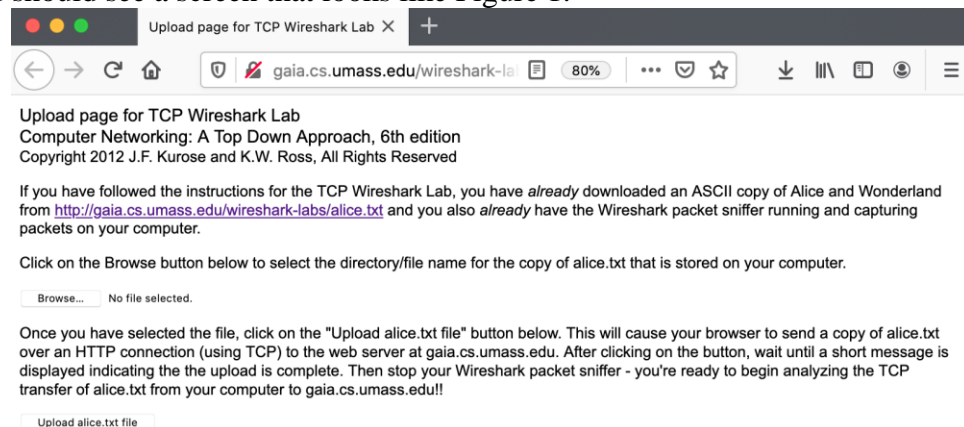 should see a screen that looks like Figure 1.
Upload page for TCP Wireshark Lab
gaia.cs.umass.edu/wireshark-la
80%
Upload page for TCP Wireshark Lab
Computer Networking: A Top Down Approach, 6th edition
Copyright 2012 J.F. Kurose and K.W. Ross, All Rights Reserved
If you have followed the instructions for the TCP Wireshark Lab, you have already downloaded an ASCII copy of Alice and Wonderland
from http://gaia.cs.umass.edu/wireshark-labs/alice.txt and you also already have the Wireshark packet sniffer running and capturing
packets on your computer.
Click on the Browse button below to select the directory/file name for the copy of alice.txt that is stored on your computer.
Browse... No file selected.
Once you have selected the file, click on the "Upload alice.txt file" button below. This will cause your browser to send a copy of alice.txt
over an HTTP connection (using TCP) to the web server at gaia.cs.umass.edu. After clicking on the button, wait until a short message is
displayed indicating the the upload is complete. Then stop your Wireshark packet sniffer - you're ready to begin analyzing the TCP
transfer of alice.txt from your computer to gaia.cs.umass.edu!!
Upload alice.txt file